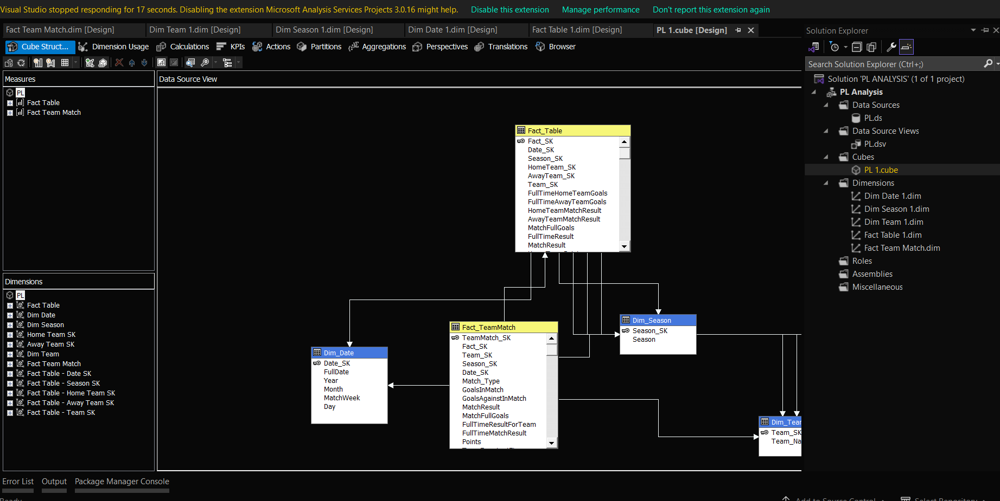 Visual Studio stopped responding for 17 seconds. Disabling the extension Microsoft Analysis Services Projects 3.0.16 might help. Disable this extension Manage performance Don't report this extension again
Fact Team Match.dim [Design] Dim Team 1.dim [Design] Dim Season 1.dim [Design] Dim Date 1.dim [Design] Fact Table 1.dim [Design] PL 1.cube [Design]
Cube Struct... Dimension Usage Calculations KPIs Actions Partitions Aggregations Perspectives Translations Browser
Measures
PL
Fact Table
Fact Team Match
Dimensions
PL
Fact Table
Dim Date
Dim Season
Home Team SK
Away Team SK
Dim Team
Fact Team Match
Fact Table - Date SK
Fact Table - Season SK
Fact Table - Home Team SK
Fact Table - Away Team SK
Fact Table - Team SK
Data Source View
Fact_Table
Fact_SK
Date_SK
Season_SK
HomeTeam_SK
AwayTeam_SK
Team_SK
FullTimeHomeTeamGoals
FullTimeAwayTeamGoals
HomeTeamMatchResult
AwayTeamMatchResult
MatchFullGoals
FullTimeResult
MatchResult
Dim_Date
Date_SK
FullDate
Year
Month
MatchWeek
Day
Fact_TeamMatch
TeamMatch_SK
Fact_SK
Team_SK
Season_SK
Date_SK
Match_Type
GoalsInMatch
GoalsAgainstInMatch
MatchResult
MatchFullGoals
FullTimeResultForTeam
FullTimeMatchResult
Points
Dim_Season
Season_SK
Season
Dim_Tear
Team_SK
Team_Na
Solution Explorer
Search Solution Explorer (Ctrl+;)
Solution 'PL ANALYSIS' (1 of 1 project)
PL Analysis
Data Sources
PL.ds
Data Source Views
PL.dsv
Cubes
PL 1.cube
Dimensions
Dim Date 1.dim
Dim Season 1.dim
Dim Team 1.dim
Fact Table 1.dim
Fact Team Match.dim
Roles
Assemblies
Miscellaneous
Error List Output Package Manager Console
Ready Add to Source Control Select Repository